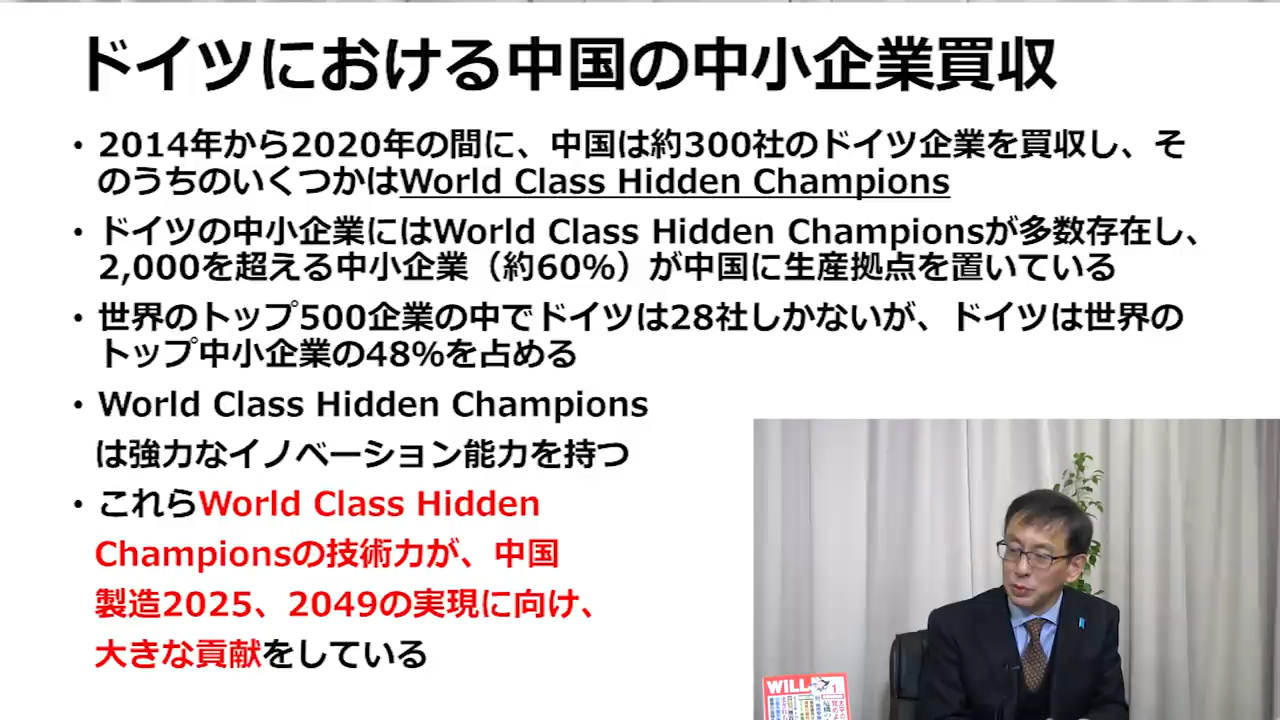 ドイツにおける中国の中小企業買収
• 2014年から2020年の間に、中国は約300社のドイツ企業を買収し、そ
のうちのいくつかはWorld Class Hidden Champions
• ドイツの中小企業にはWorld Class Hidden Championsが多数存在し、
2,000を超える中小企業（約60%）が中国に生産拠点を置いている
• 世界のトップ500企業の中でドイツは28社しかないが、ドイツは世界の
トップ中小企業の48%を占める
• World Class Hidden Champions
は強力なイノベーション能力を持つ
• これらWorld Class Hidden
Championsの技術力が、中国
製造2025、2049の実現に向け、
大きな貢献をしている
WILL
1